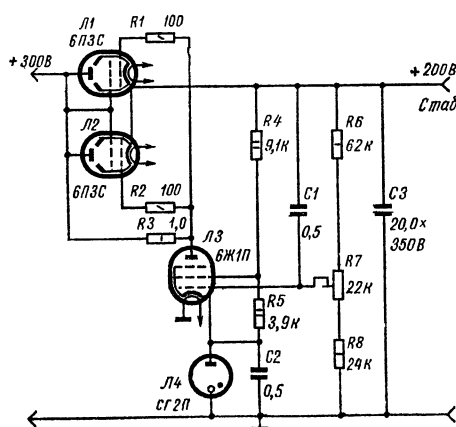 Л1 R1 100
6П3С
+300В
+200В
Стаб
Л2
6П3С
R2 100
R3 1,0
Л3
6Ж1П
R4
9,1к
C1
0,5
R6
62к
C3
20,0×
350В
R7
22к
R5
3,9к
R8
24к
C2
0,5
Л4
СГ2П